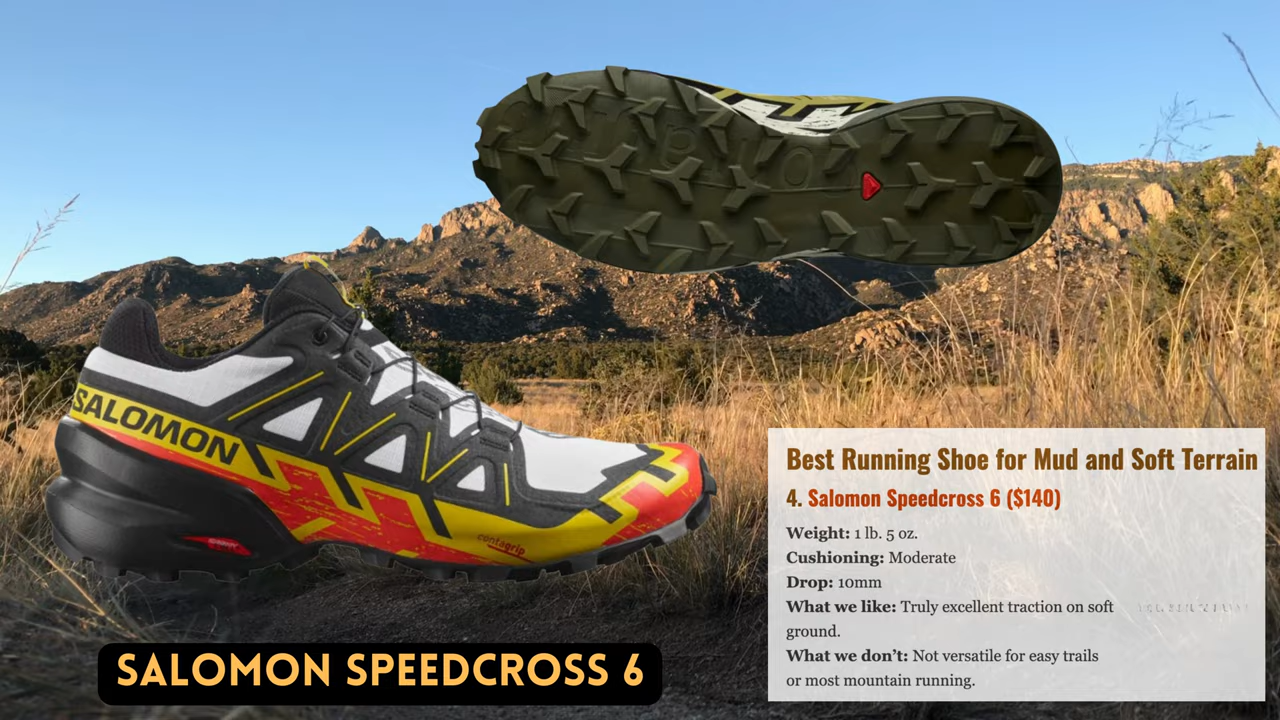 SALOMON
contagrip
SALOMON SPEEDCROSS 6
Best Running Shoe for Mud and Soft Terrain
4. Salomon Speedcross 6 ($140)
Weight: 1 lb. 5 oz.
Cushioning: Moderate
Drop: 10mm
What we like: Truly excellent traction on soft
ground.
What we don’t: Not versatile for easy trails
or most mountain running.